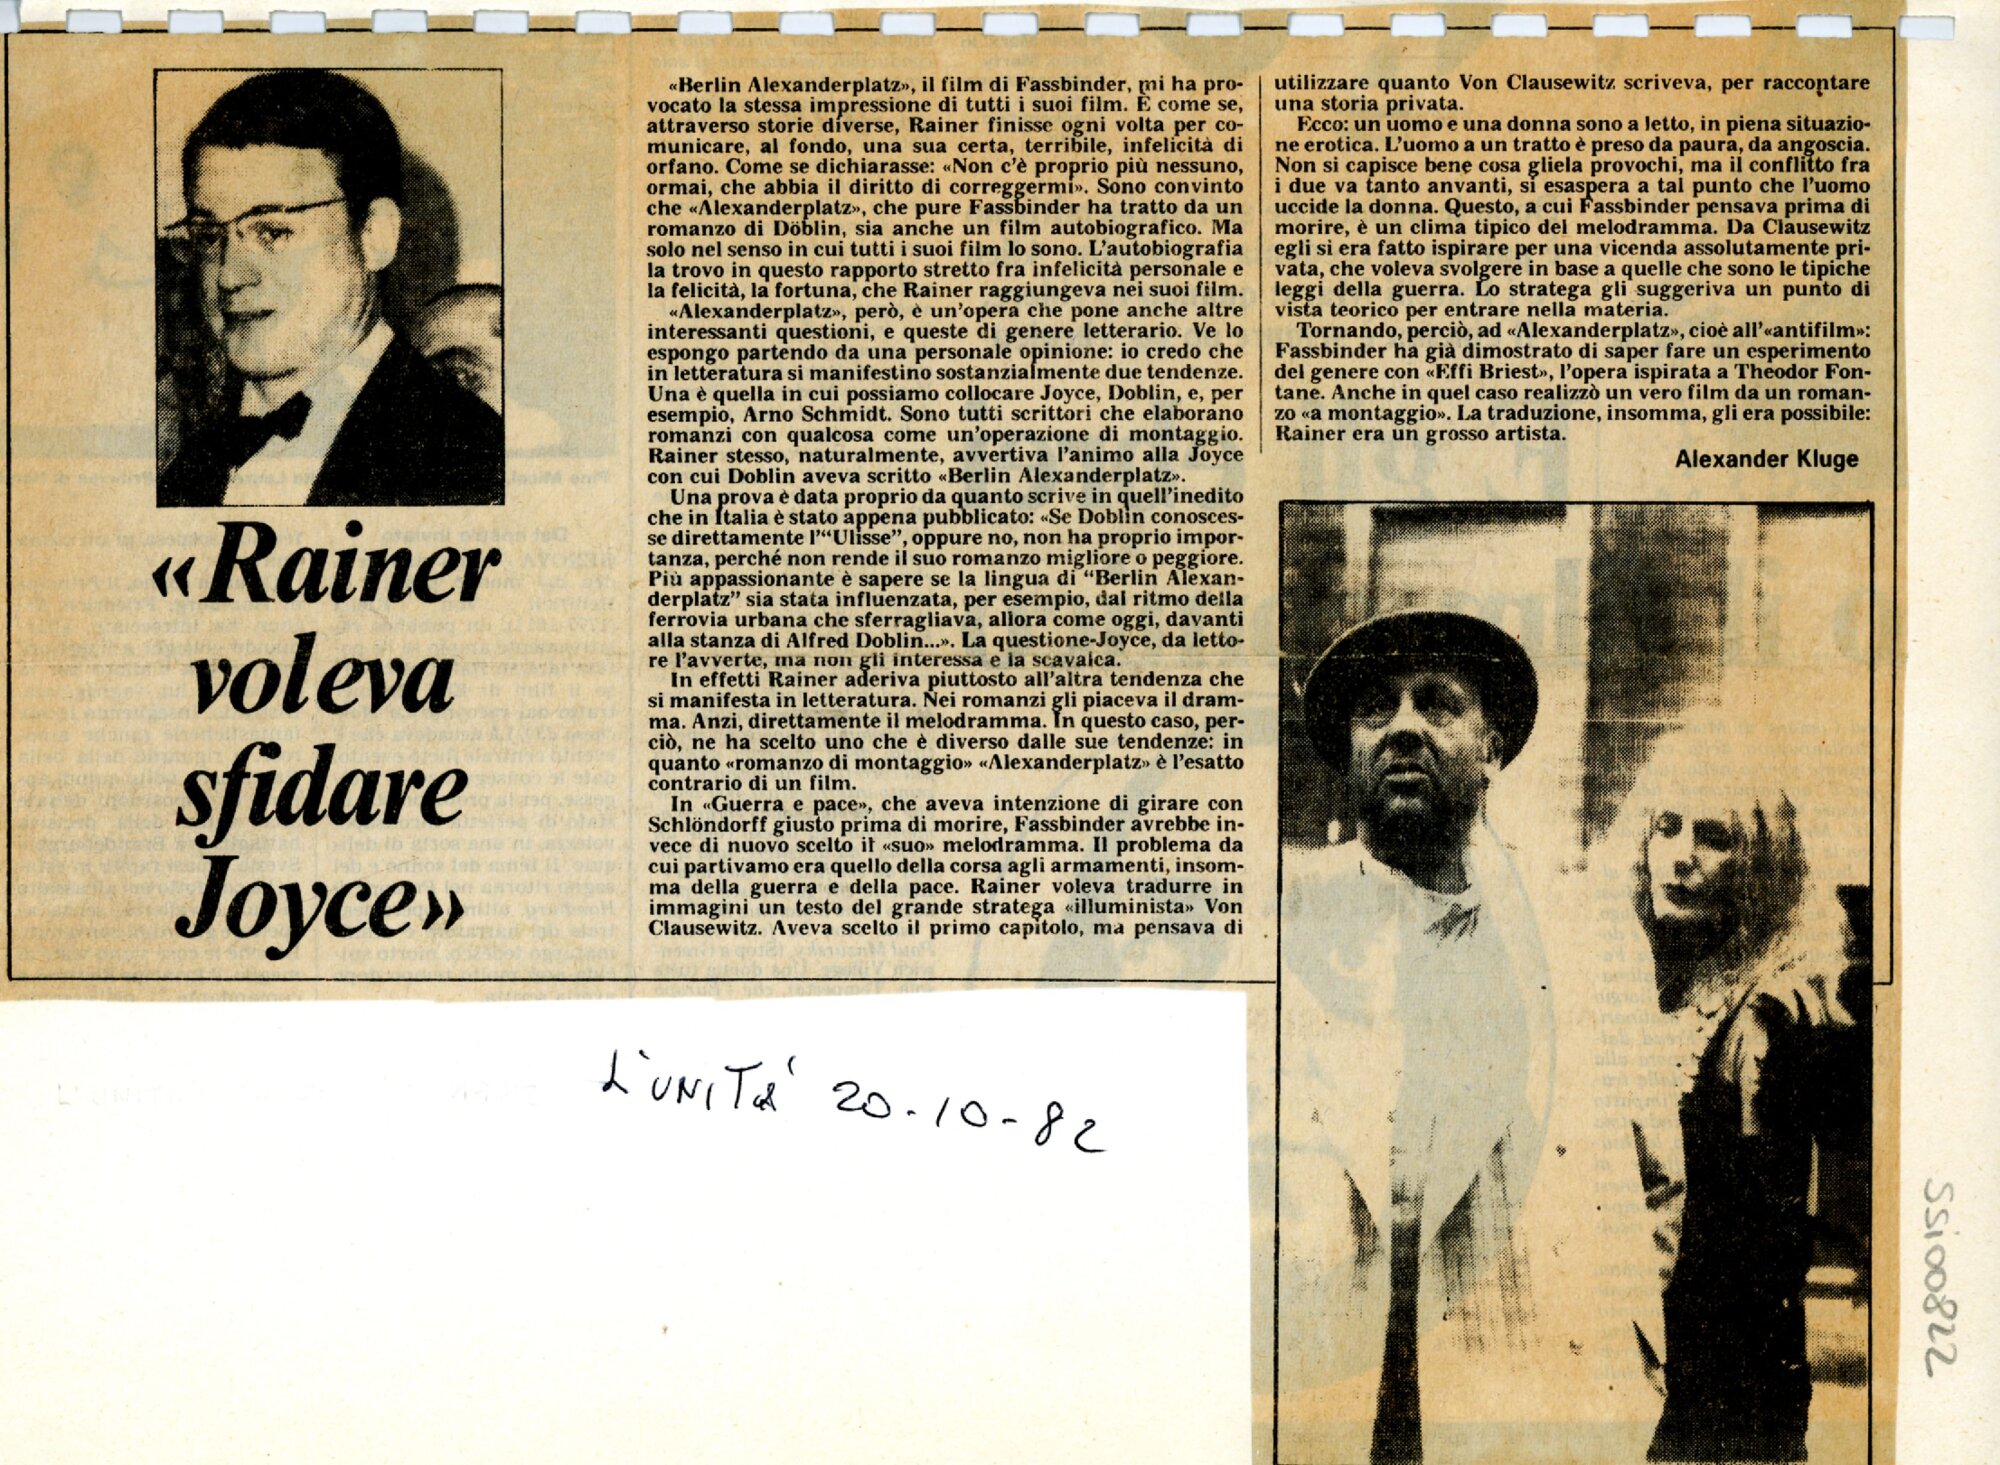 «Rainer
voleva
sfidare
Joyce»
«Berlin Alexanderplatz», il film di Fassbinder, mi ha pro-
vocato la stessa impressione di tutti i suoi film. È come se,
attraverso storie diverse, Rainer finisse ogni volta per co-
municare, al fondo, una sua certa, terribile, infelicità di
orfano. Come se dichiarasse: «Non c'è proprio più nessuno,
ormai, che abbia il diritto di correggermi». Sono convinto
che «Alexanderplatz», che pure Fassbinder ha tratto da un
romanzo di Döblin, sia anche un film autobiografico. Ma
solo nel senso in cui tutti i suoi film lo sono. L'autobiografia
la trovo in questo rapporto stretto fra infelicità personale e
la felicità, la fortuna, che Rainer raggiungeva nei suoi film.
«Alexanderplatz», però, è un'opera che pone anche altre
interessanti questioni, e queste di genere letterario. Ve lo
espongo partendo da una personale opinione: io credo che
in letteratura si manifestino sostanzialmente due tendenze.
Una è quella in cui possiamo collocare Joyce, Doblin, e, per
esempio, Arno Schmidt. Sono tutti scrittori che elaborano
romanzi con qualcosa come un'operazione di montaggio.
Rainer stesso, naturalmente, avvertiva l'animo alla Joyce
con cui Doblin aveva scritto «Berlin Alexanderplatz».
Una prova è data proprio da quanto scrive in quell'inedito
che in Italia è stato appena pubblicato: «Se Doblin conosces-
se direttamente l'“Ulisse”, oppure no, non ha proprio impor-
tanza, perché non rende il suo romanzo migliore o peggiore.
Più appassionante è sapere se la lingua di “Berlin Alexan-
derplatz” sia stata influenzata, per esempio, dal ritmo della
ferrovia urbana che sferragliava, allora come oggi, davanti
alla stanza di Alfred Doblin...». La questione-Joyce, da letto-
re l'avverte, ma non gli interessa e la scavalca.
In effetti Rainer aderiva piuttosto all'altra tendenza che
si manifesta in letteratura. Nei romanzi gli piaceva il dram-
ma. Anzi, direttamente il melodramma. In questo caso, per-
ciò, ne ha scelto uno che è diverso dalle sue tendenze: in
quanto «romanzo di montaggio» «Alexanderplatz» è l'esatto
contrario di un film.
In «Guerra e pace», che aveva intenzione di girare con
Schlöndorff giusto prima di morire, Fassbinder avrebbe in-
vece di nuovo scelto il «suo» melodramma. Il problema da
cui partivamo era quello della corsa agli armamenti, insom-
ma della guerra e della pace. Rainer voleva tradurre in
immagini un testo del grande stratega «illuminista» Von
Clausewitz. Aveva scelto il primo capitolo, ma pensava di
utilizzare quanto Von Clausewitz scriveva, per raccontare
una storia privata.
Ecco: un uomo e una donna sono a letto, in piena situazio-
ne erotica. L'uomo a un tratto è preso da paura, da angoscia.
Non si capisce bene cosa gliela provochi, ma il conflitto fra
i due va tanto anvanti, si esaspera a tal punto che l'uomo
uccide la donna. Questo, a cui Fassbinder pensava prima di
morire, è un clima tipico del melodramma. Da Clausewitz
egli si era fatto ispirare per una vicenda assolutamente pri-
vata, che voleva svolgere in base a quelle che sono le tipiche
leggi della guerra. Lo stratega gli suggeriva un punto di
vista teorico per entrare nella materia.
Tornando, perciò, ad «Alexanderplatz», cioè all'«antifilm»:
Fassbinder ha già dimostrato di saper fare un esperimento
del genere con «Effi Briest», l'opera ispirata a Theodor Fon-
tane. Anche in quel caso realizzò un vero film da un roman-
zo «a montaggio». La traduzione, insomma, gli era possibile:
Rainer era un grosso artista.
Alexander Kluge
L'UNITA' 20-10-82
SSI00822